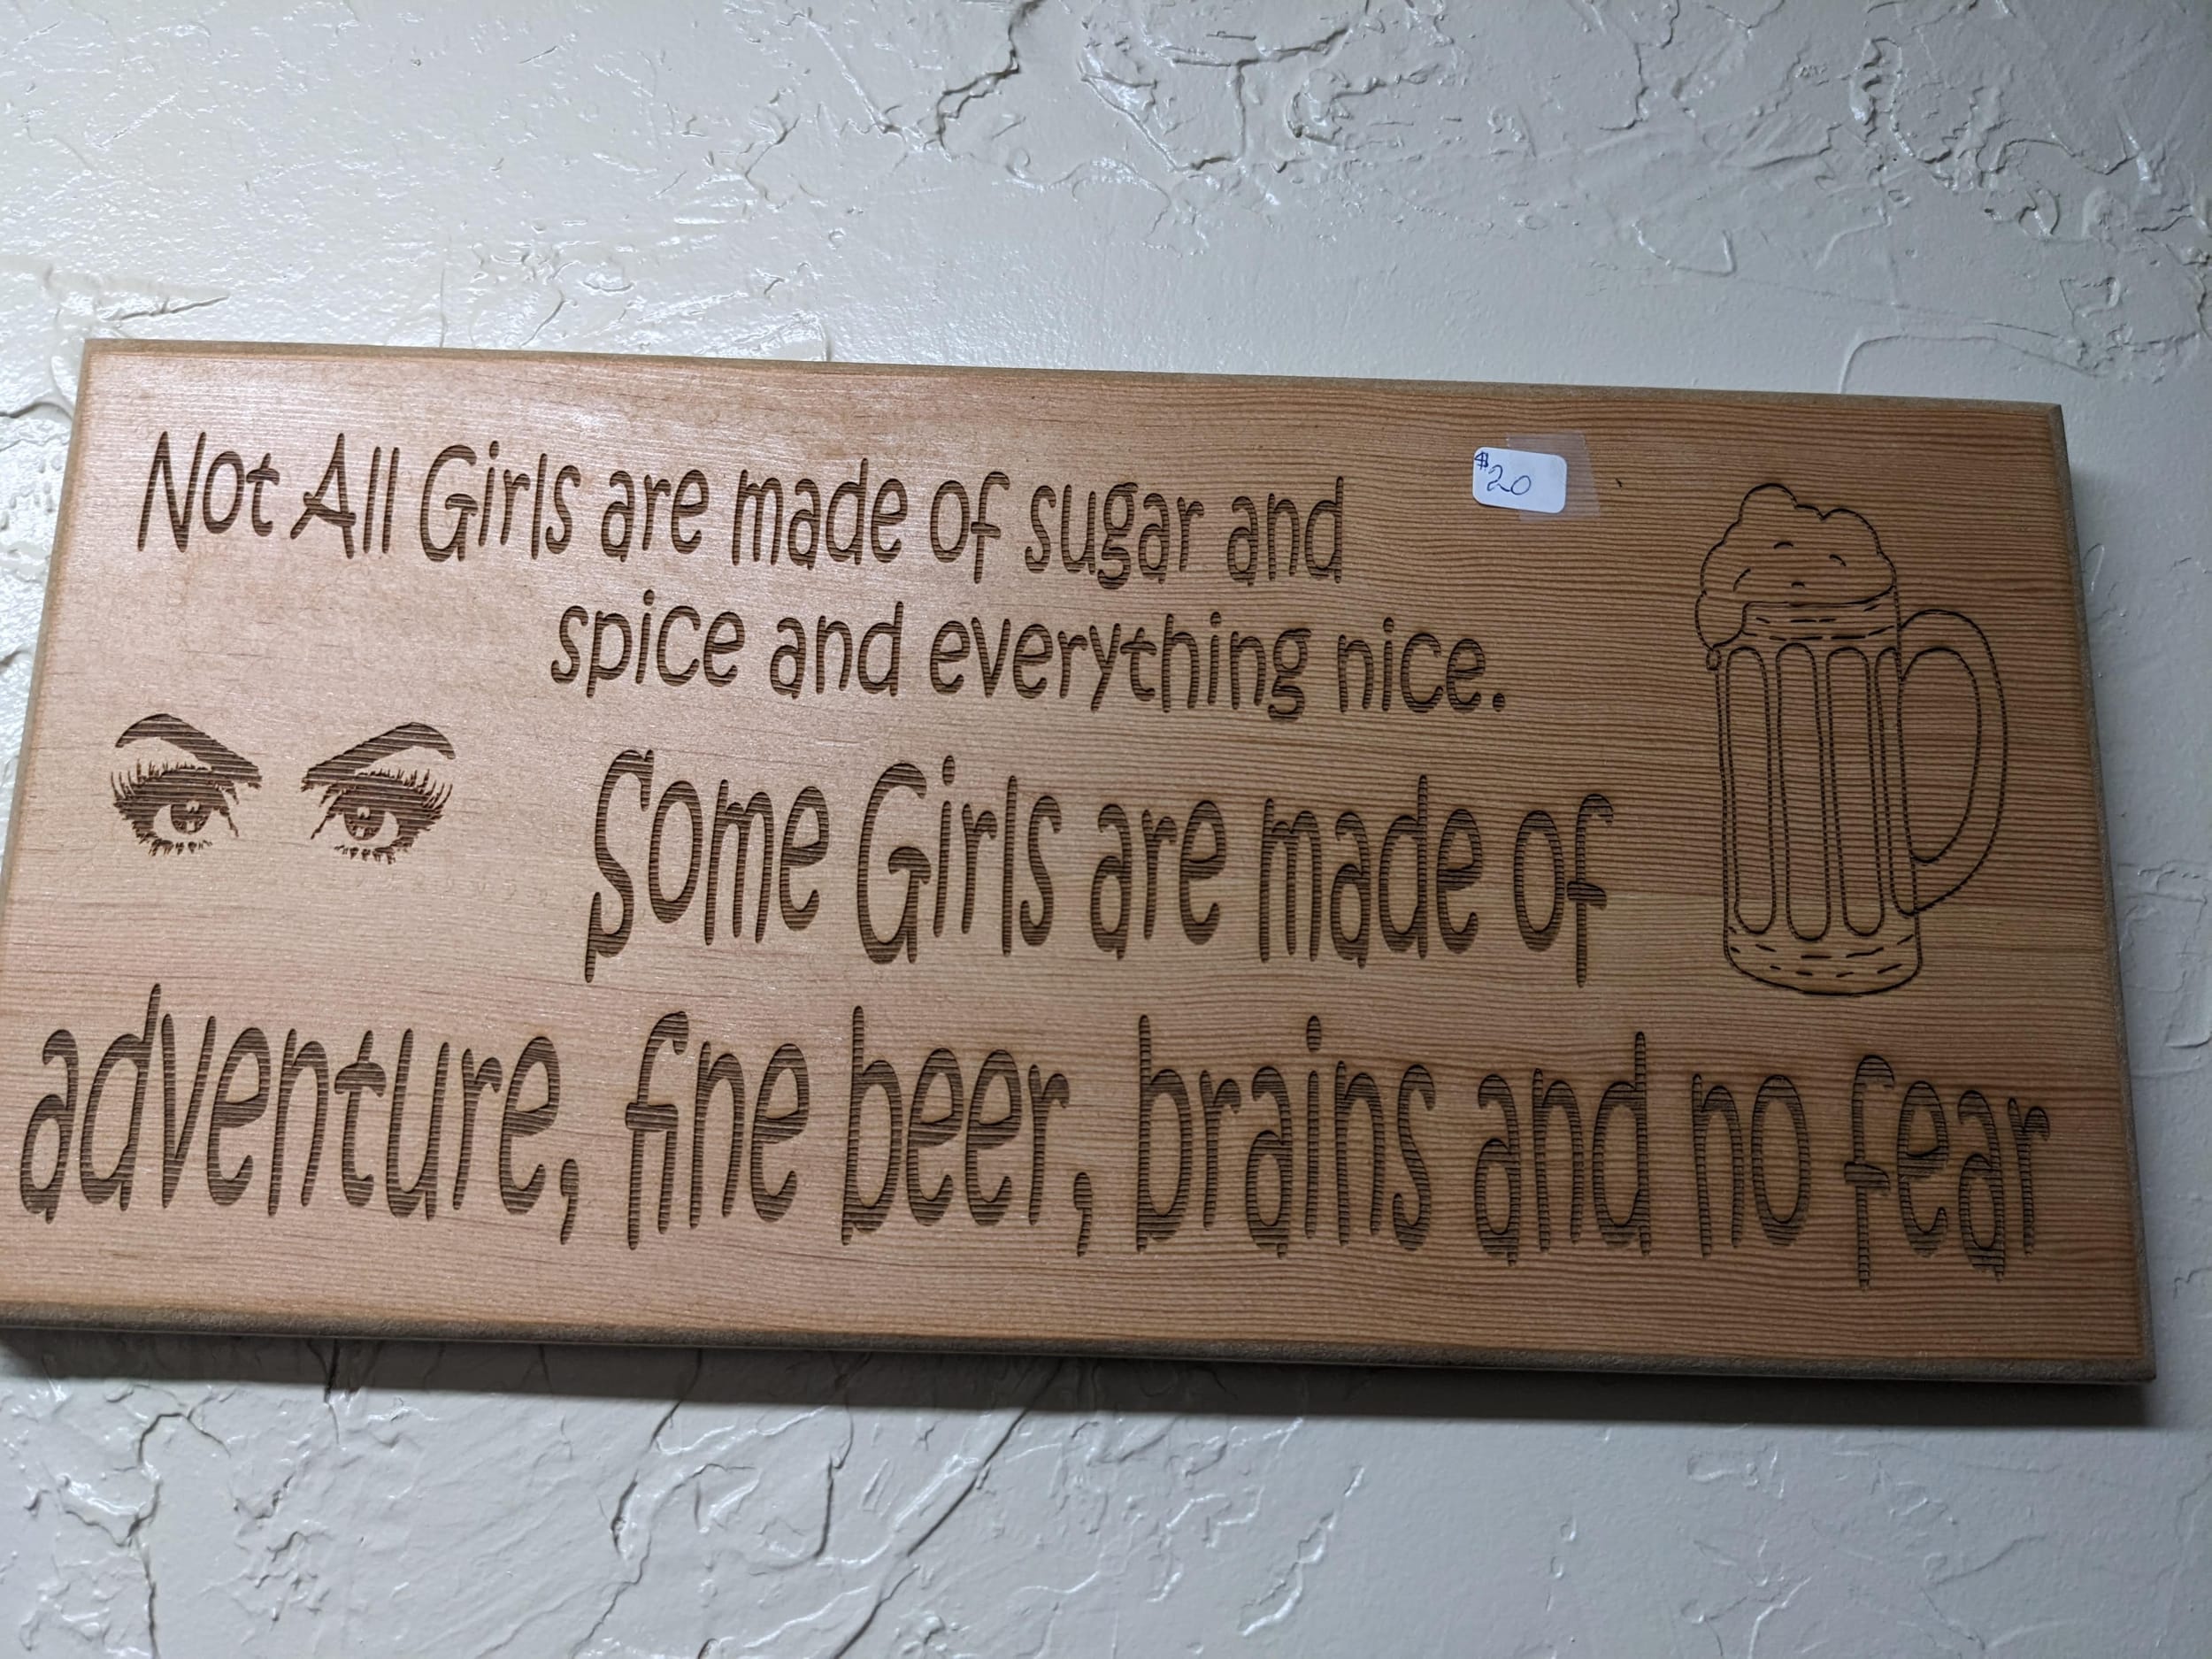 Not All Girls are made of sugar and
$20
spice and everything nice.
Some Girls are made of
adventure, fine beer, brains and no fear